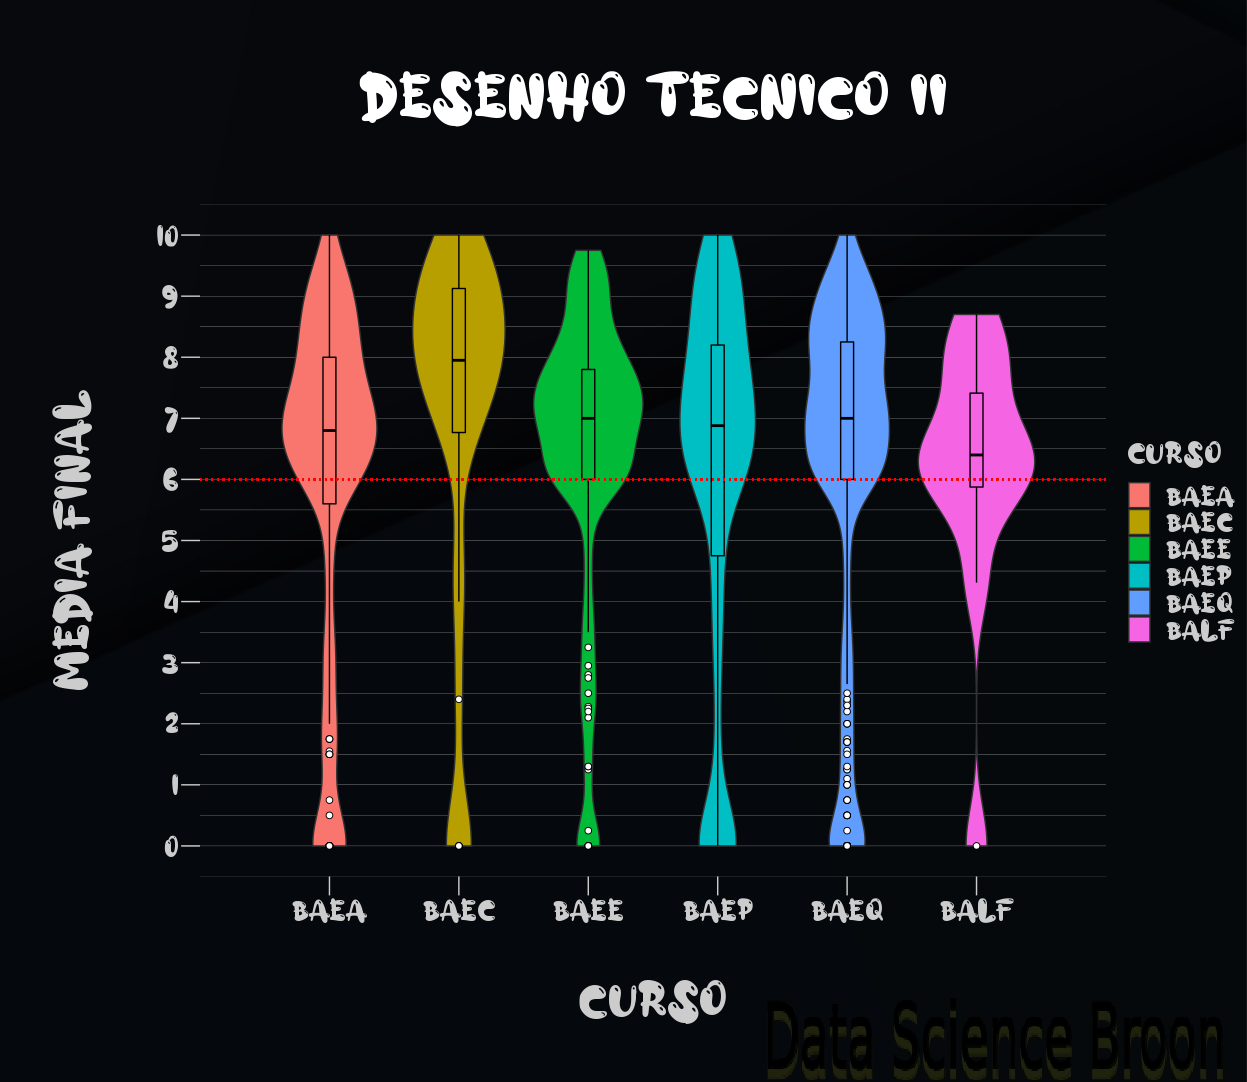 DESENHO TECNICO II
10
9
8
7
6
5
4
3
2
1
0
MEDIA FINAL
BAEA BAEC BAEE BAEP BAEQ BALF
CURSO
CURSO
BAEA
BAEC
BAEE
BAEP
BAEQ
BALF
Data Science Broon